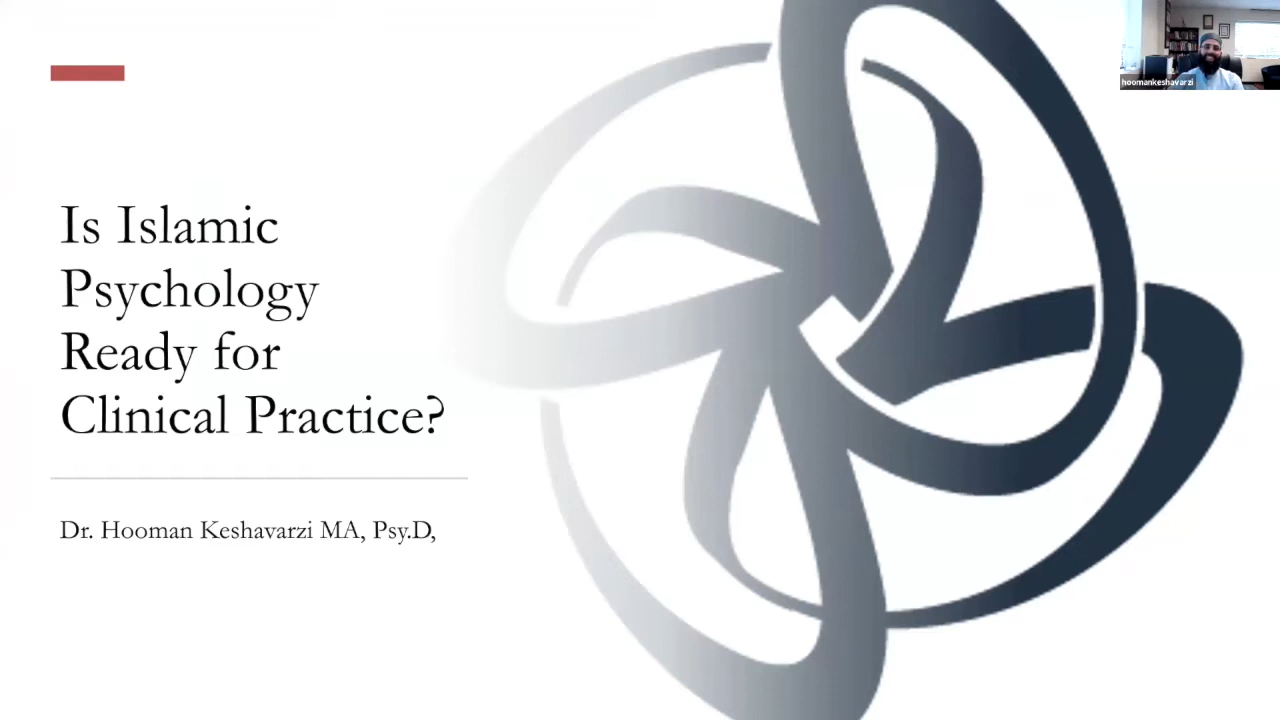 hoomankeshavarzi
Is Islamic
Psychology
Ready for
Clinical Practice?
Dr. Hooman Keshavarzi MA, Psy.D,